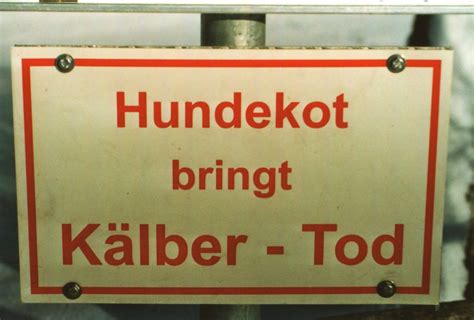 Hundekot
bringt
Kälber - Tod